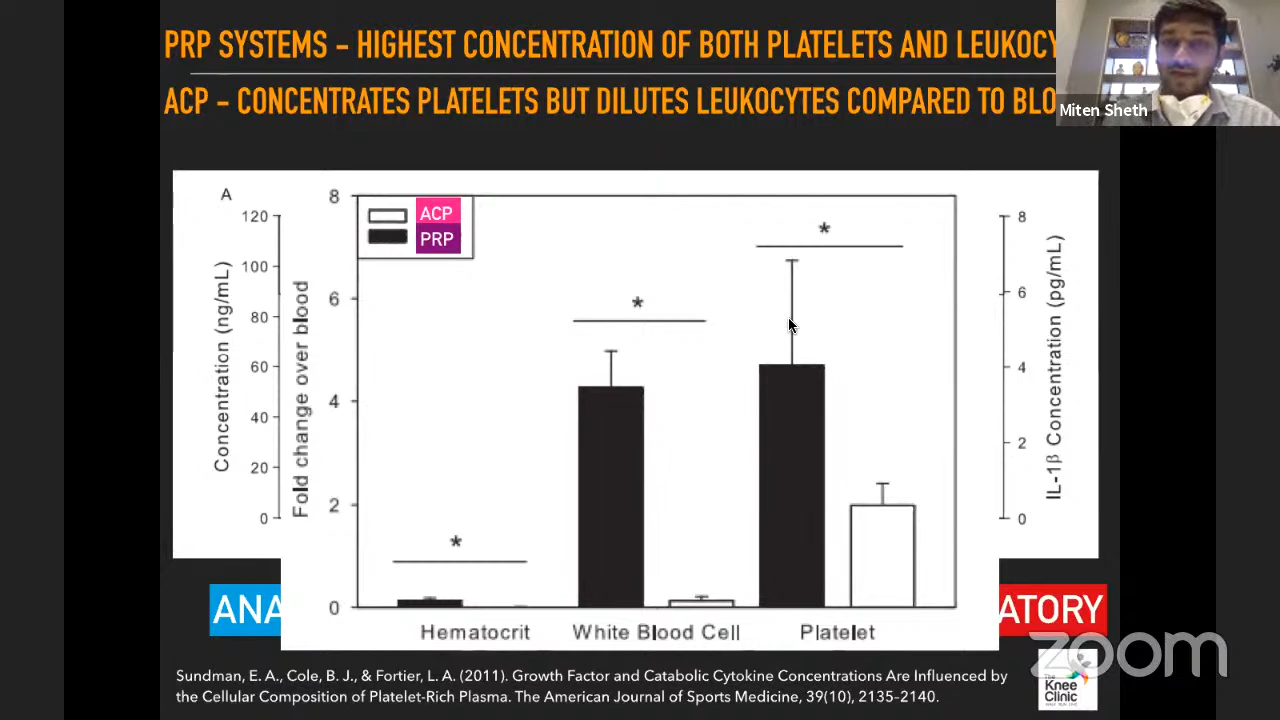 PRP SYSTEMS - HIGHEST CONCENTRATION OF BOTH PLATELETS AND LEUKOCY
ACP - CONCENTRATES PLATELETS BUT DILUTES LEUKOCYTES COMPARED TO BLO
Miten Sheth
A
120
100
80
60
40
20
0
Concentration (ng/mL)
Fold change over blood
8
6
4
2
0
ACP
PRP
*
*
*
Hematocrit White Blood Cell Platelet
8
6
4
2
0
IL-1β Concentration (pg/mL)
ANA
ATORY
Sundman, E. A., Cole, B. J., & Fortier, L. A. (2011). Growth Factor and Catabolic Cytokine Concentrations Are Influenced by
the Cellular Composition of Platelet-Rich Plasma. The American Journal of Sports Medicine, 39(10), 2135–2140.
zoom
The
Knee
Clinic